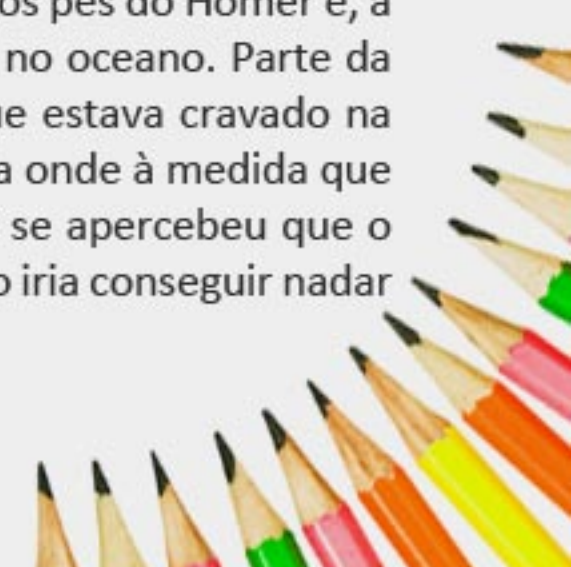 os pés do Homer e, a
no oceano. Parte da
ue estava cravado na
a onde à medida que
se apercebeu que o
o iria conseguir nadar